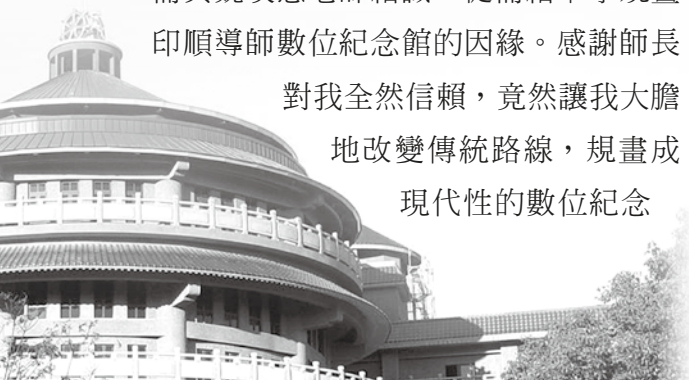 印順導師數位紀念館的因緣。感謝師長
對我全然信賴，竟然讓我大膽
地改變傳統路線，規畫成
現代性的數位紀念